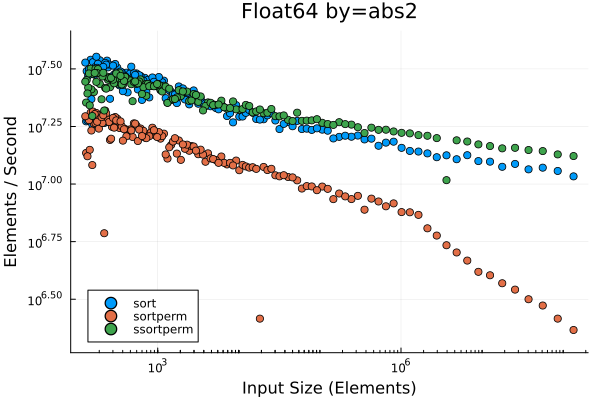 Float64 by=abs2
Elements / Second
10^7.50
10^7.25
10^7.00
10^6.75
10^6.50
sort
sortperm
ssortperm
10^3
10^6
Input Size (Elements)